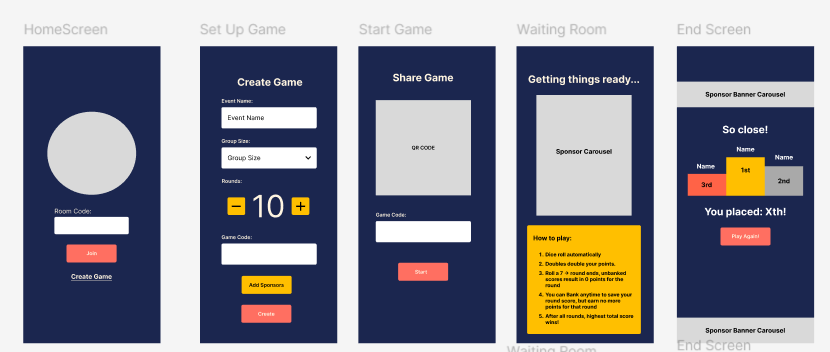 HomeScreen
Room Code:
Join
Create Game
Set Up Game
Create Game
Event Name:
Event Name
Group Size:
Group Size
Rounds:
− 10 +
Game Code:
Add Sponsors
Create
Start Game
Share Game
QR CODE
Game Code:
Start
Waiting Room
Getting things ready...
Sponsor Carousel
How to play:
1. Dice roll automatically
2. Doubles double your points.
3. Roll a 7 → round ends, unbanked
scores result in 0 points for the
round
4. You can Bank anytime to save your
round score, but earn no more
points for that round
5. After all rounds, highest total score
wins!
Waiting Room
End Screen
Sponsor Banner Carousel
So close!
Name
Name
Name
1st
2nd
3rd
You placed: Xth!
Play Again!
Sponsor Banner Carousel
End Screen